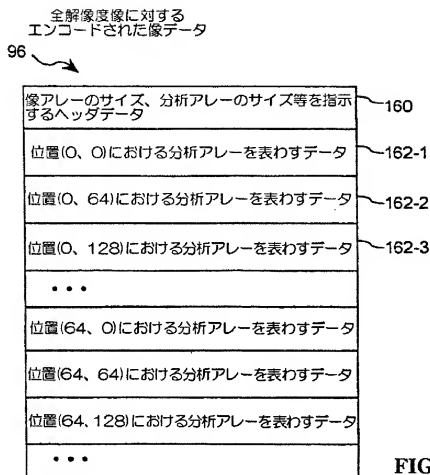 全解像度像に対する
エンコードされた像データ
96
像アレーのサイズ、分析アレーのサイズ等を指示
するヘッダデータ
160
位置(0、0)における分析アレーを表わすデータ
162-1
位置(0、64)における分析アレーを表わすデータ
162-2
位置(0、128)における分析アレーを表わすデータ
162-3
• • •
位置(64、0)における分析アレーを表わすデータ
位置(64、64)における分析アレーを表わすデータ
位置(64、128)における分析アレーを表わすデータ
• • •
FIG